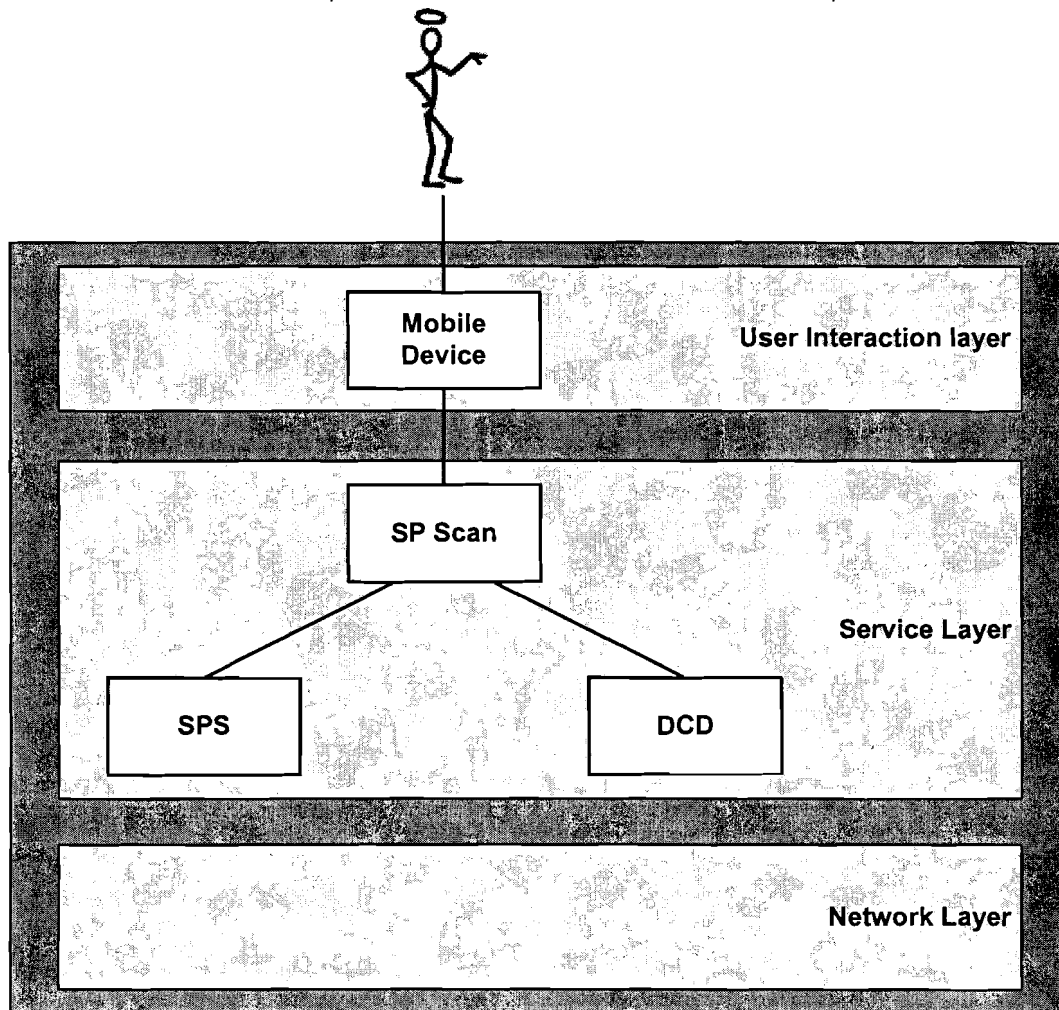 Mobile
Device
User Interaction layer
SP Scan
Service Layer
SPS
DCD
Network Layer